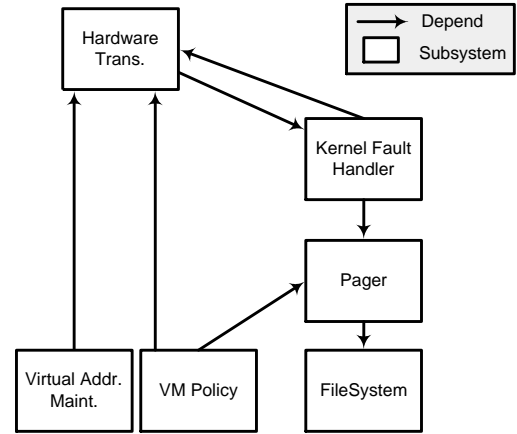 Hardware
Trans.
Depend
Subsystem
Kernel Fault
Handler
Pager
Virtual Addr.
Maint.
VM Policy
FileSystem